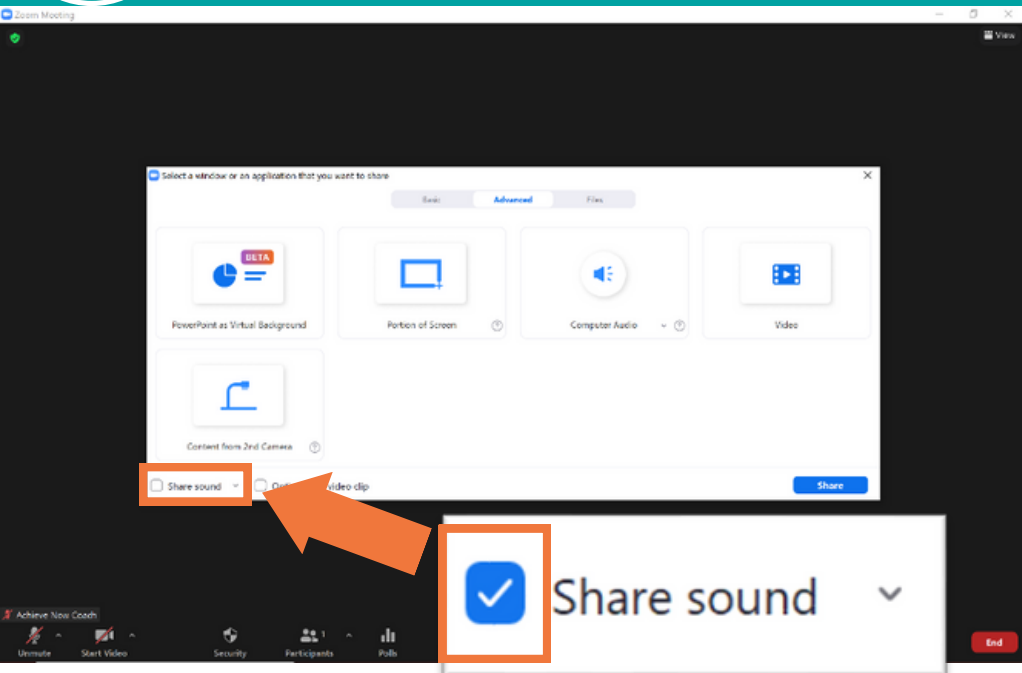 Zoom Meeting
View
Select a window or an application that you want to share
Basic
Advanced
Files
BETA
PowerPoint as Virtual Background
Portion of Screen
Computer Audio
Video
Content from 2nd Camera
Share sound
video clip
Share
Share sound
Achieve Now Coach
1
Unmute
Start Video
Security
Participants
Polls
End